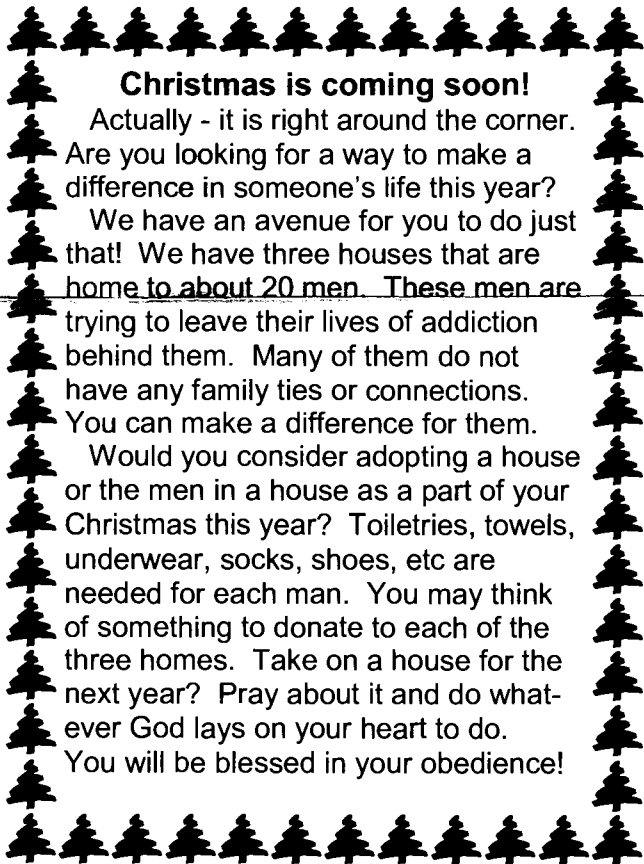 Christmas is coming soon!
Actually - it is right around the corner.
Are you looking for a way to make a
difference in someone's life this year?
We have an avenue for you to do just
that!  We have three houses that are
home to about 20 men.  These men are
trying to leave their lives of addiction
behind them.  Many of them do not
have any family ties or connections.
You can make a difference for them.
Would you consider adopting a house
or the men in a house as a part of your
Christmas this year?  Toiletries, towels,
underwear, socks, shoes, etc are
needed for each man.  You may think
of something to donate to each of the
three homes.  Take on a house for the
next year?  Pray about it and do what-
ever God lays on your heart to do.
You will be blessed in your obedience!